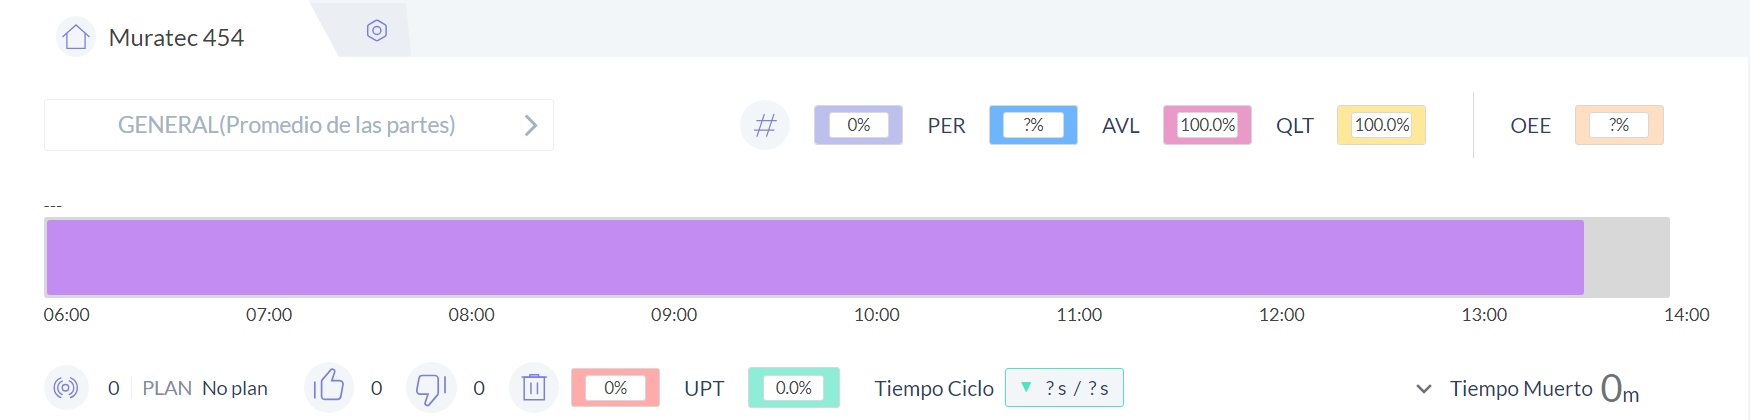 Muratec 454
GENERAL(Promedio de las partes)
# 0% PER ?% AVL 100.0% QLT 100.0% OEE ?%
---
06:00 07:00 08:00 09:00 10:00 11:00 12:00 13:00 14:00
0 PLAN No plan 0 0 0% UPT 0.0% Tiempo Ciclo ▼ ? s / ? s Tiempo Muerto 0m